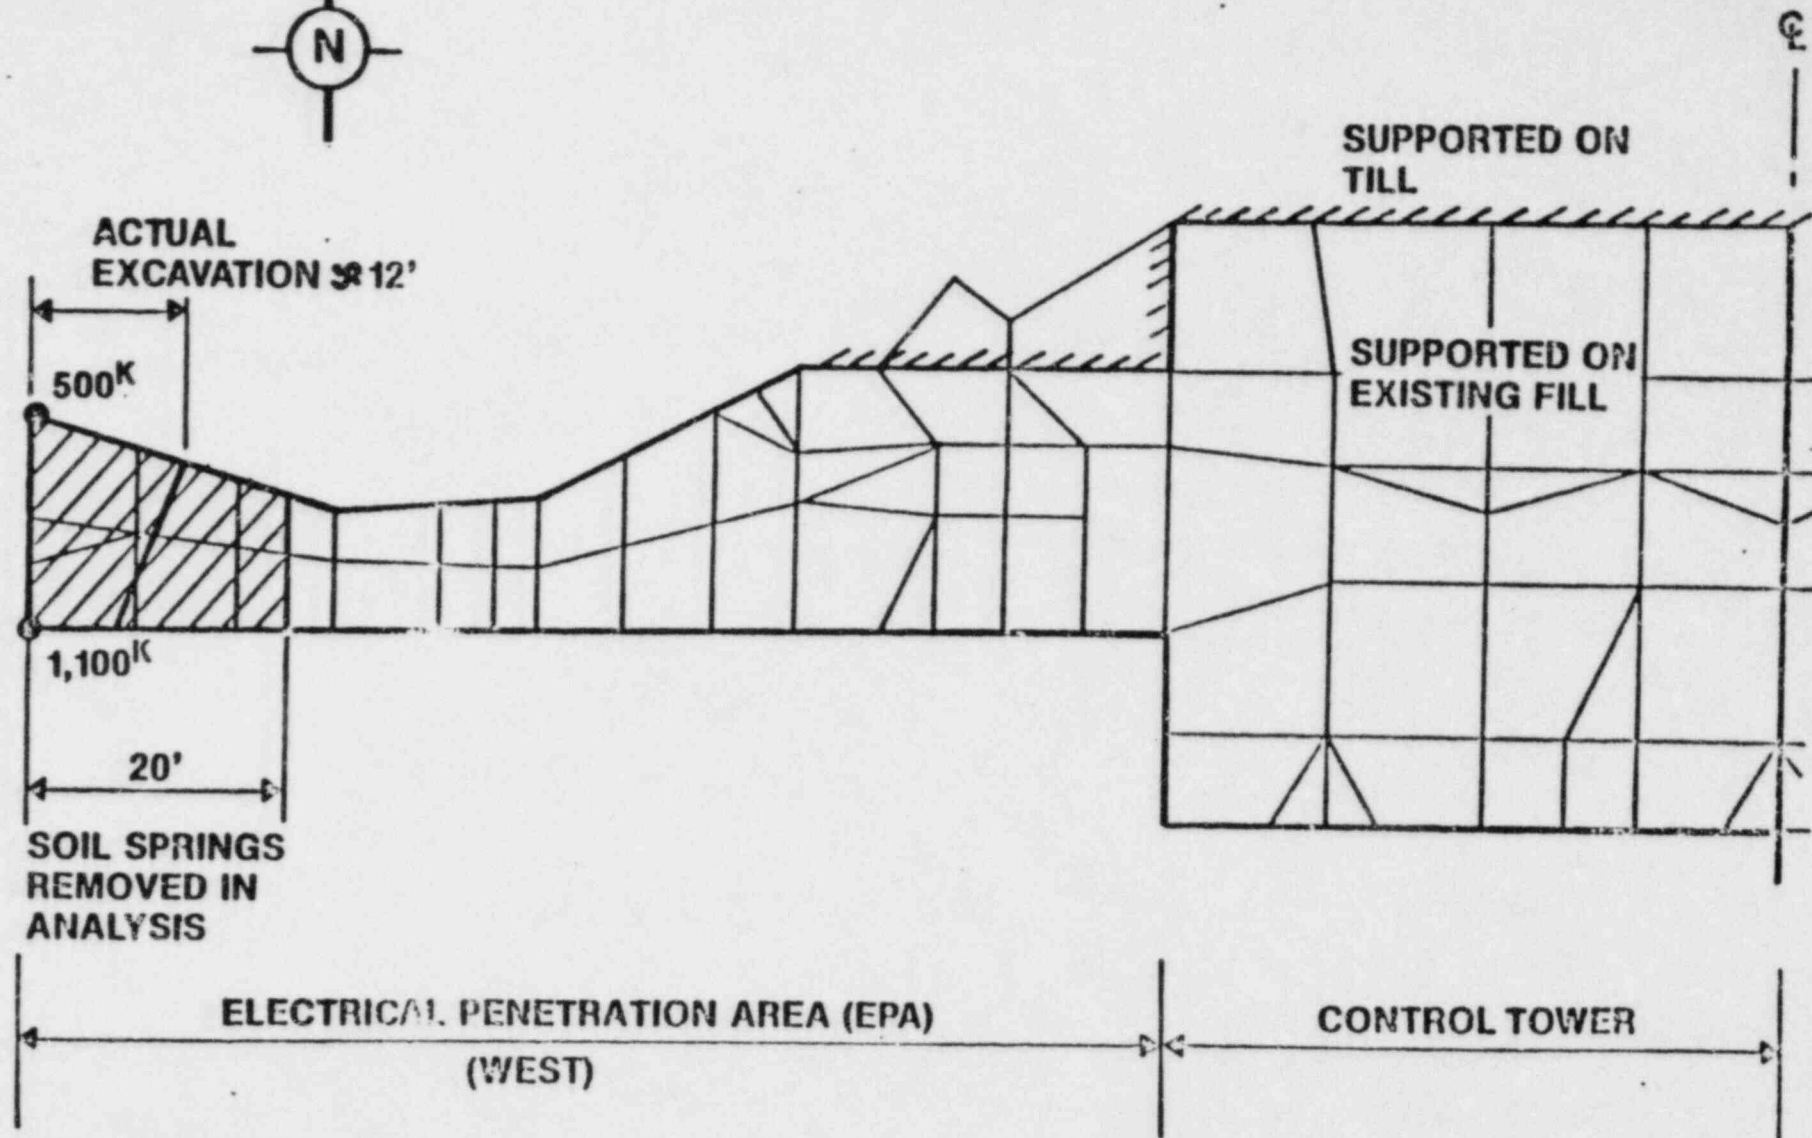 N
℄
SUPPORTED ON
TILL
ACTUAL
EXCAVATION ≈ 12'
500K
SUPPORTED ON
EXISTING FILL
1,100K
20'
SOIL SPRINGS
REMOVED IN
ANALYSIS
ELECTRICAL PENETRATION AREA (EPA)
(WEST)
CONTROL TOWER